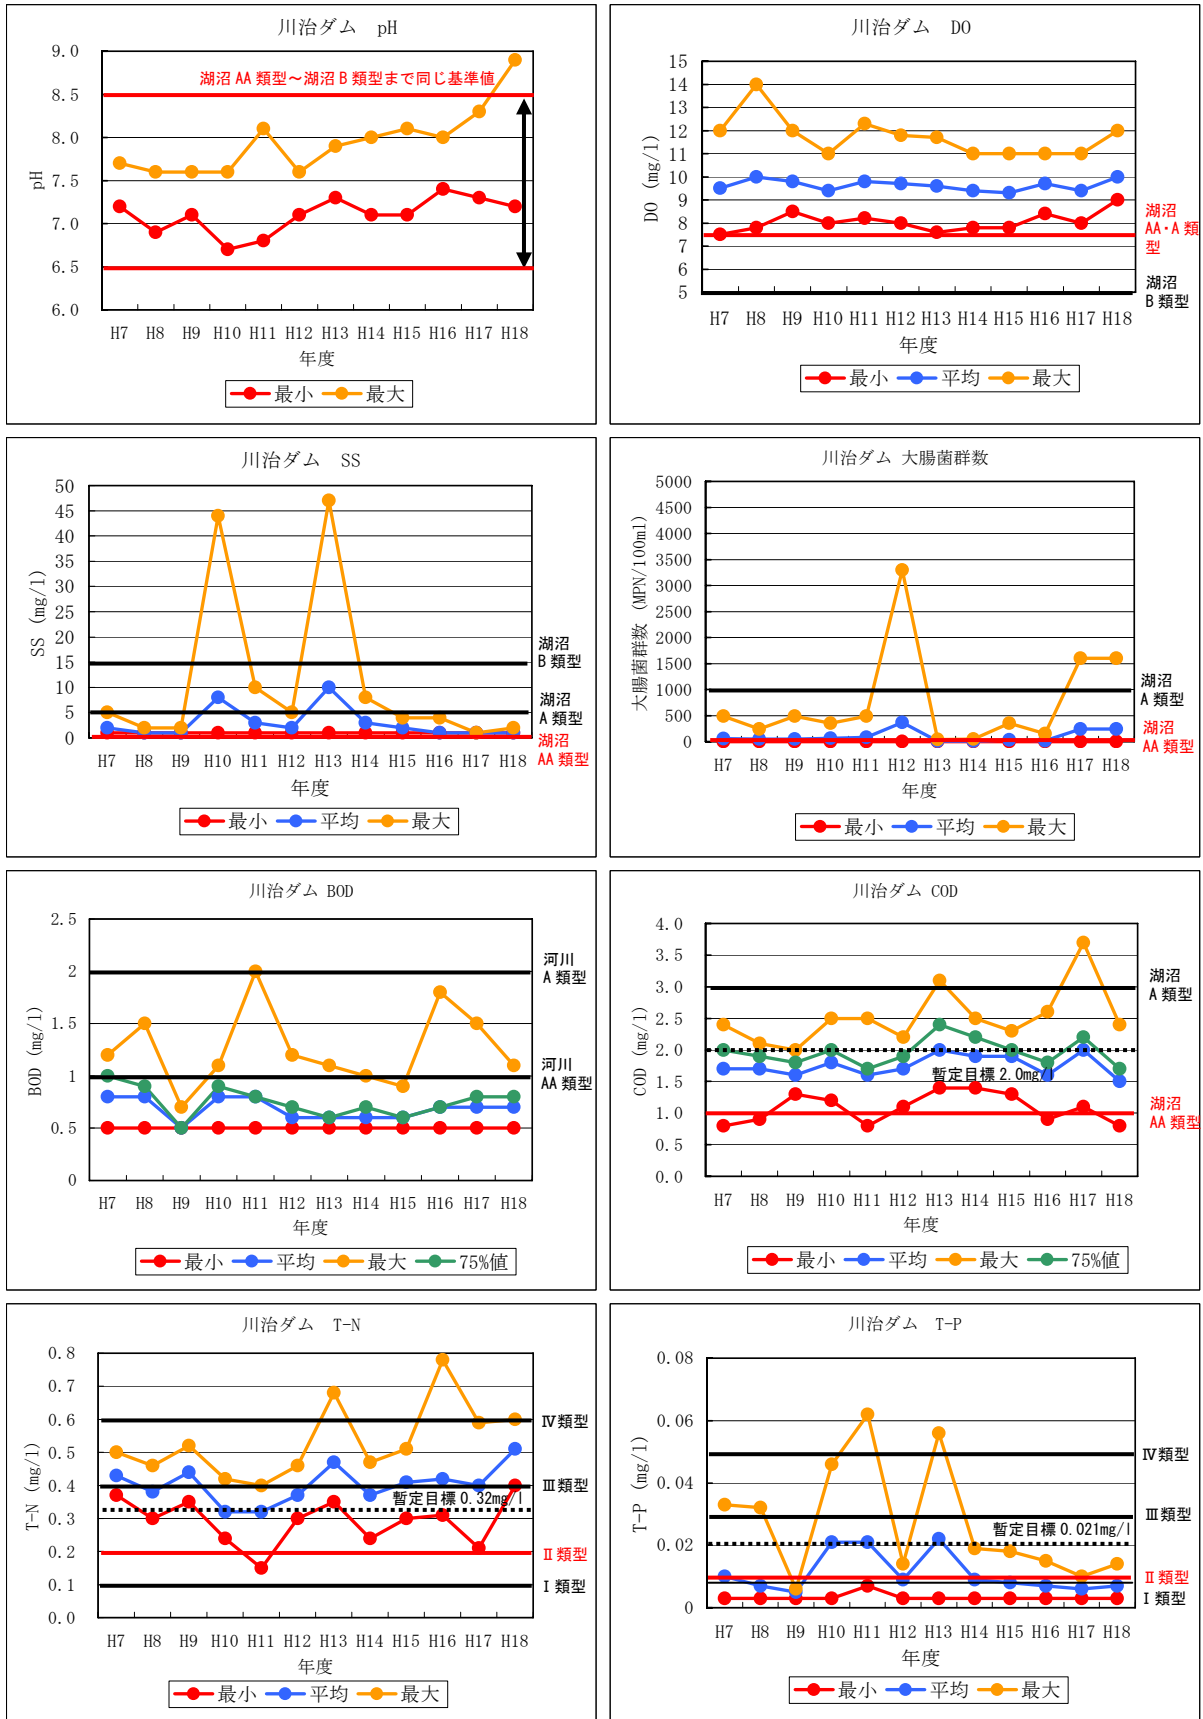 川治ダム　pH
9.0
8.5
8.0
7.5
7.0
6.5
6.0
pH
湖沼 AA 類型～湖沼 B 類型まで同じ基準値
H7 H8 H9 H10 H11 H12 H13 H14 H15 H16 H17 H18
年度
最小 最大
川治ダム　DO
15
14
13
12
11
10
9
8
7
6
5
DO (mg/l)
湖沼
AA・A 類
型
湖沼
B 類型
H7 H8 H9 H10 H11 H12 H13 H14 H15 H16 H17 H18
年度
最小 平均 最大
川治ダム　SS
50
45
40
35
30
25
20
15
10
5
0
SS (mg/l)
湖沼
B 類型
湖沼
A 類型
湖沼
AA 類型
H7 H8 H9 H10 H11 H12 H13 H14 H15 H16 H17 H18
年度
最小 平均 最大
川治ダム 大腸菌群数
5000
4500
4000
3500
3000
2500
2000
1500
1000
500
0
大腸菌群数 (MPN/100ml)
湖沼
A 類型
湖沼
AA 類型
H7 H8 H9 H10 H11 H12 H13 H14 H15 H16 H17 H18
年度
最小 平均 最大
川治ダム BOD
2.5
2
1.5
1
0.5
0
BOD (mg/l)
河川
A 類型
河川
AA 類型
H7 H8 H9 H10 H11 H12 H13 H14 H15 H16 H17 H18
年度
最小 平均 最大 75%値
川治ダム COD
4.0
3.5
3.0
2.5
2.0
1.5
1.0
0.5
0.0
COD (mg/l)
湖沼
A 類型
暫定目標 2.0mg/l
湖沼
AA 類型
H7 H8 H9 H10 H11 H12 H13 H14 H15 H16 H17 H18
年度
最小 平均 最大 75%値
川治ダム　T-N
0.8
0.7
0.6
0.5
0.4
0.3
0.2
0.1
0.0
T-N (mg/l)
Ⅳ類型
Ⅲ類型
暫定目標 0.32mg/l
Ⅱ類型
Ⅰ類型
H7 H8 H9 H10 H11 H12 H13 H14 H15 H16 H17 H18
年度
最小 平均 最大
川治ダム　T-P
0.08
0.06
0.04
0.02
0
T-P (mg/l)
Ⅳ類型
Ⅲ類型
暫定目標 0.021mg/l
Ⅱ類型
Ⅰ類型
H7 H8 H9 H10 H11 H12 H13 H14 H15 H16 H17 H18
年度
最小 平均 最大